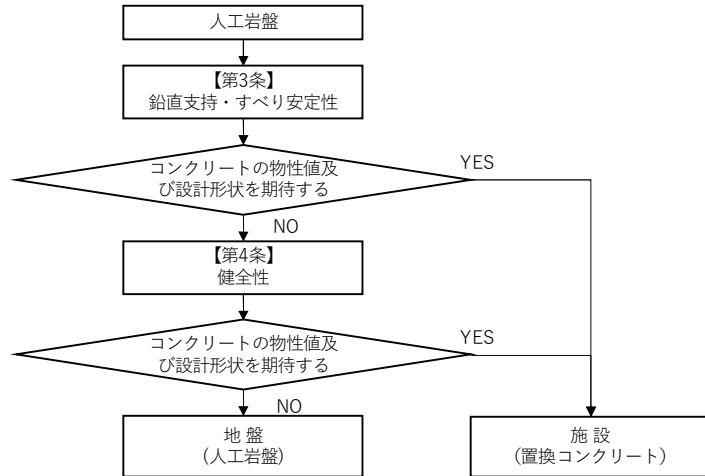 人工岩盤
【第3条】
鉛直支持・すべり安定性
コンクリートの物性値及
び設計形状を期待する
YES
NO
【第4条】
健全性
コンクリートの物性値及
び設計形状を期待する
YES
NO
地 盤
(人工岩盤)
施 設
(置換コンクリート)